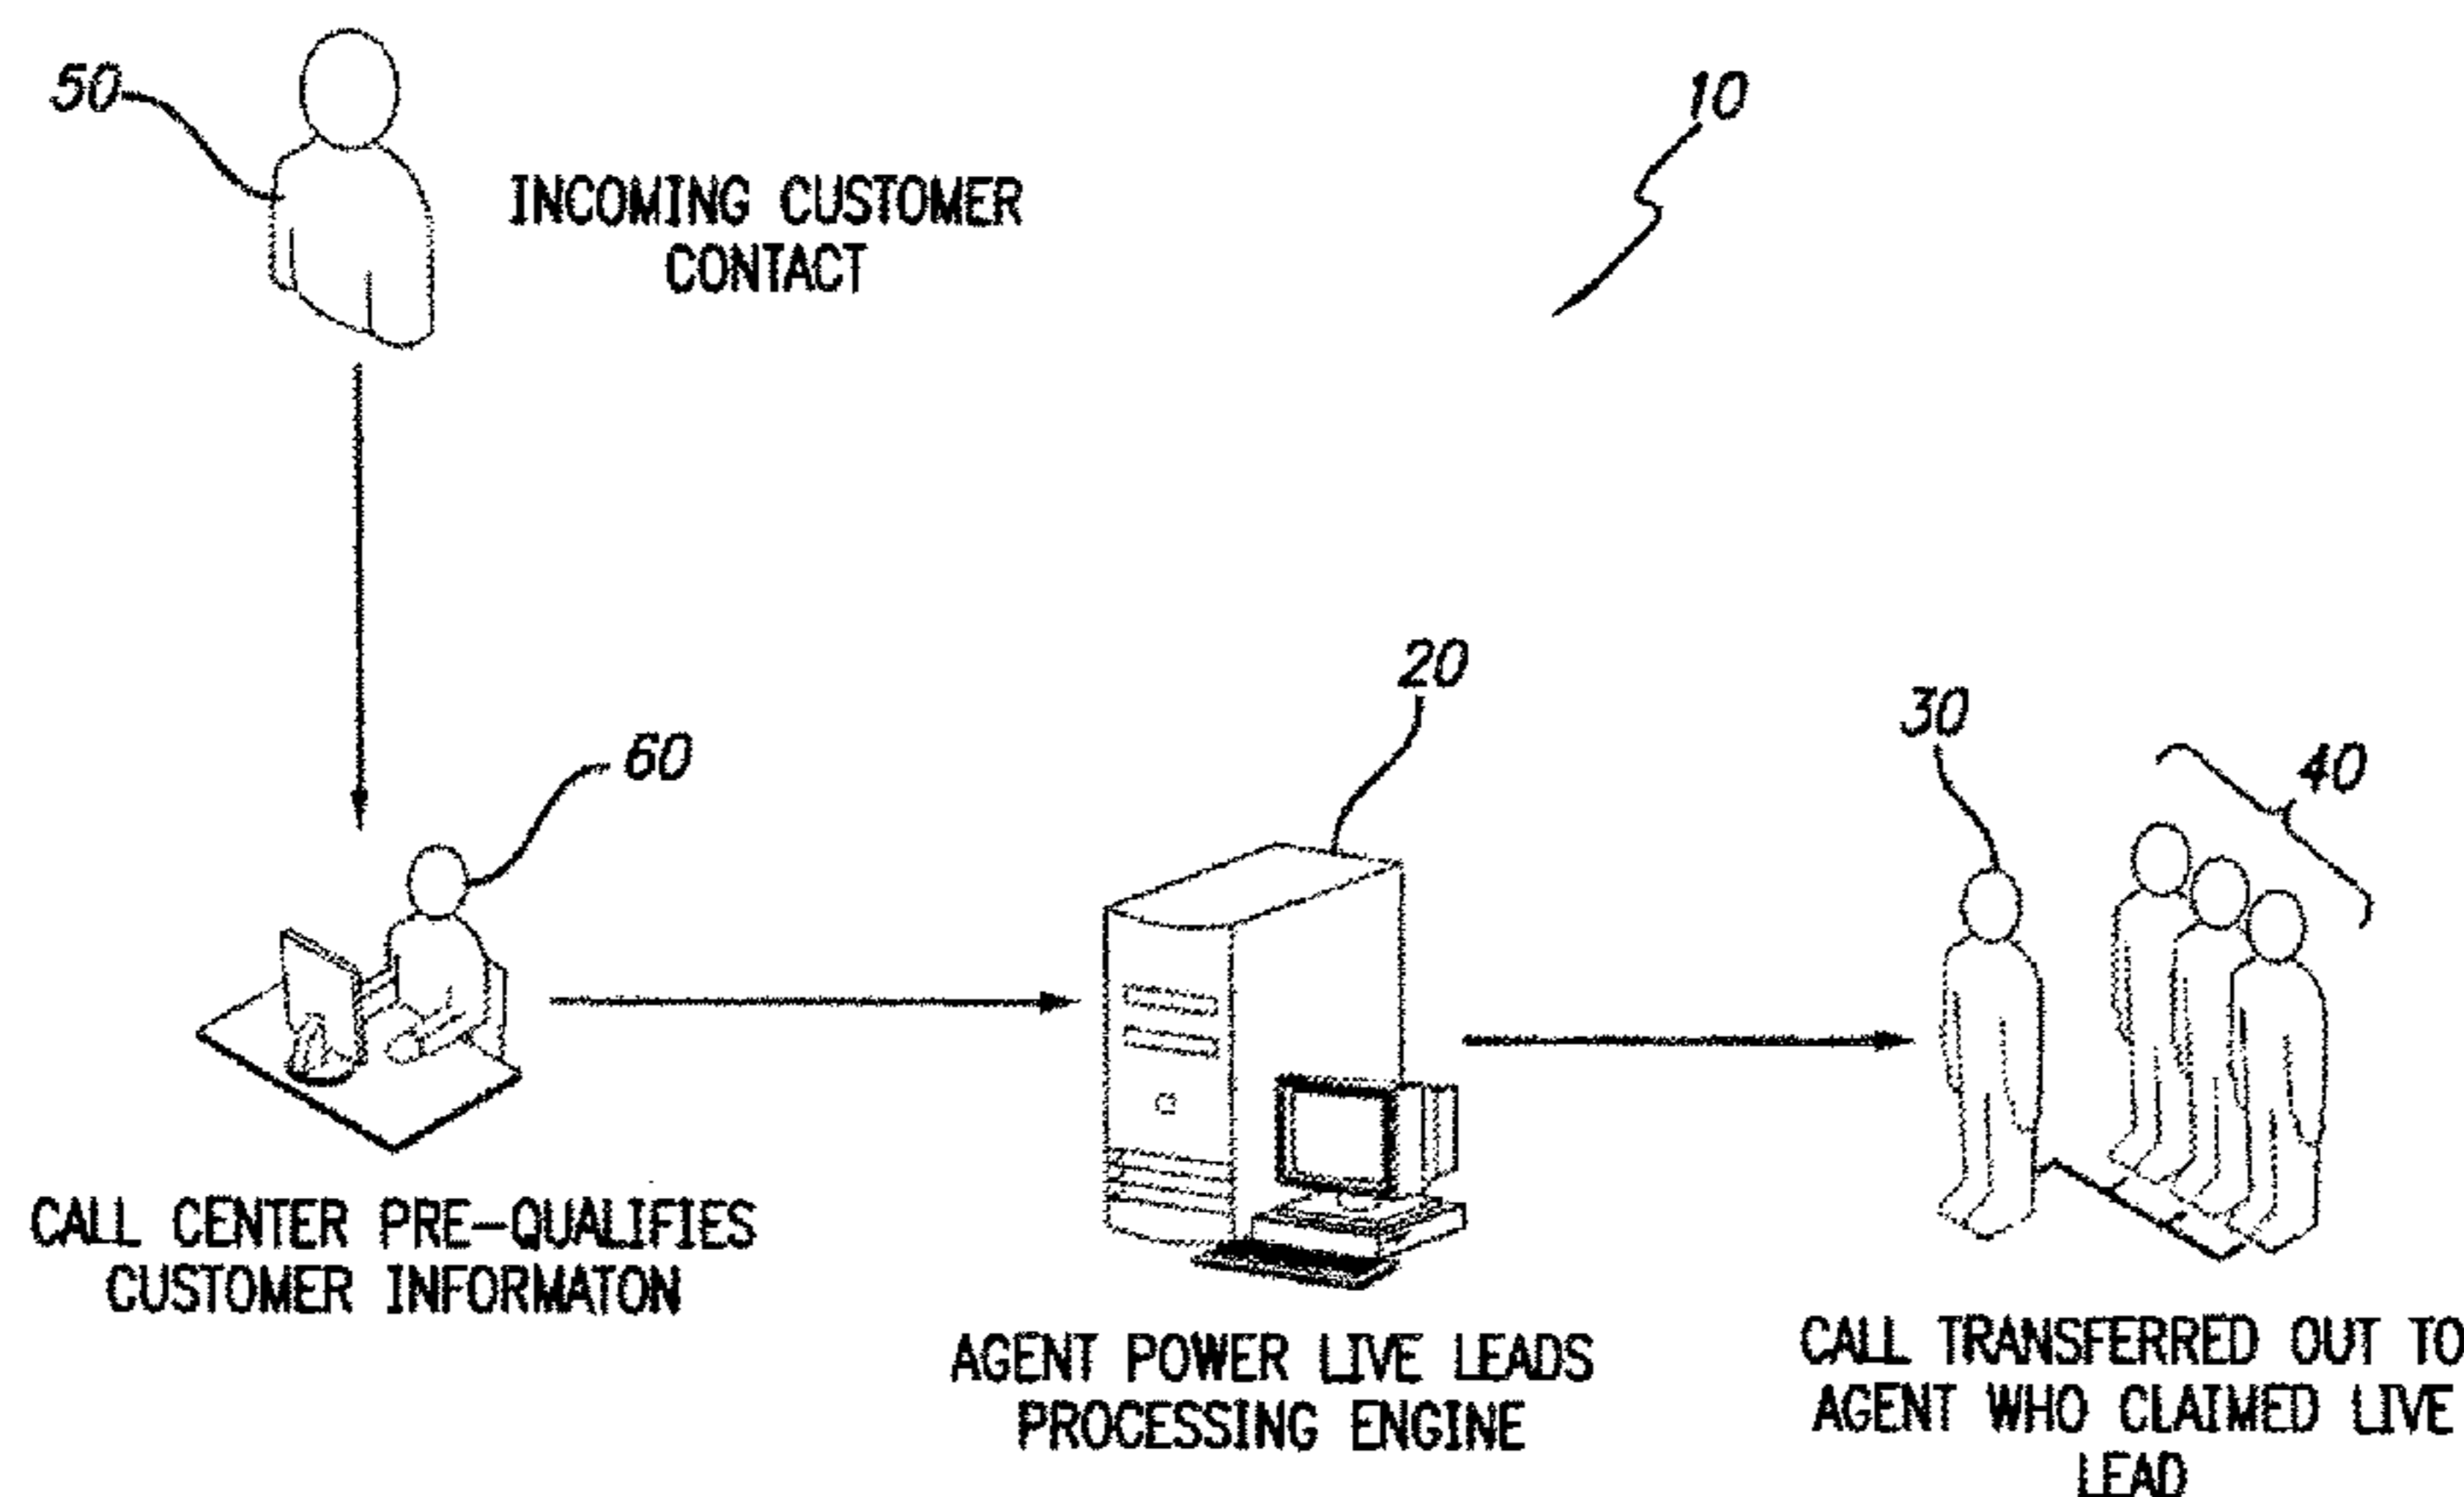 50
10
INCOMING CUSTOMER
CONTACT
20
30
40
60
CALL CENTER PRE-QUALIFIES
CUSTOMER INFORMATON
AGENT POWER LIVE LEADS
PROCESSING ENGINE
CALL TRANSFERRED OUT TO
AGENT WHO CLAIMED LIVE
LEAD